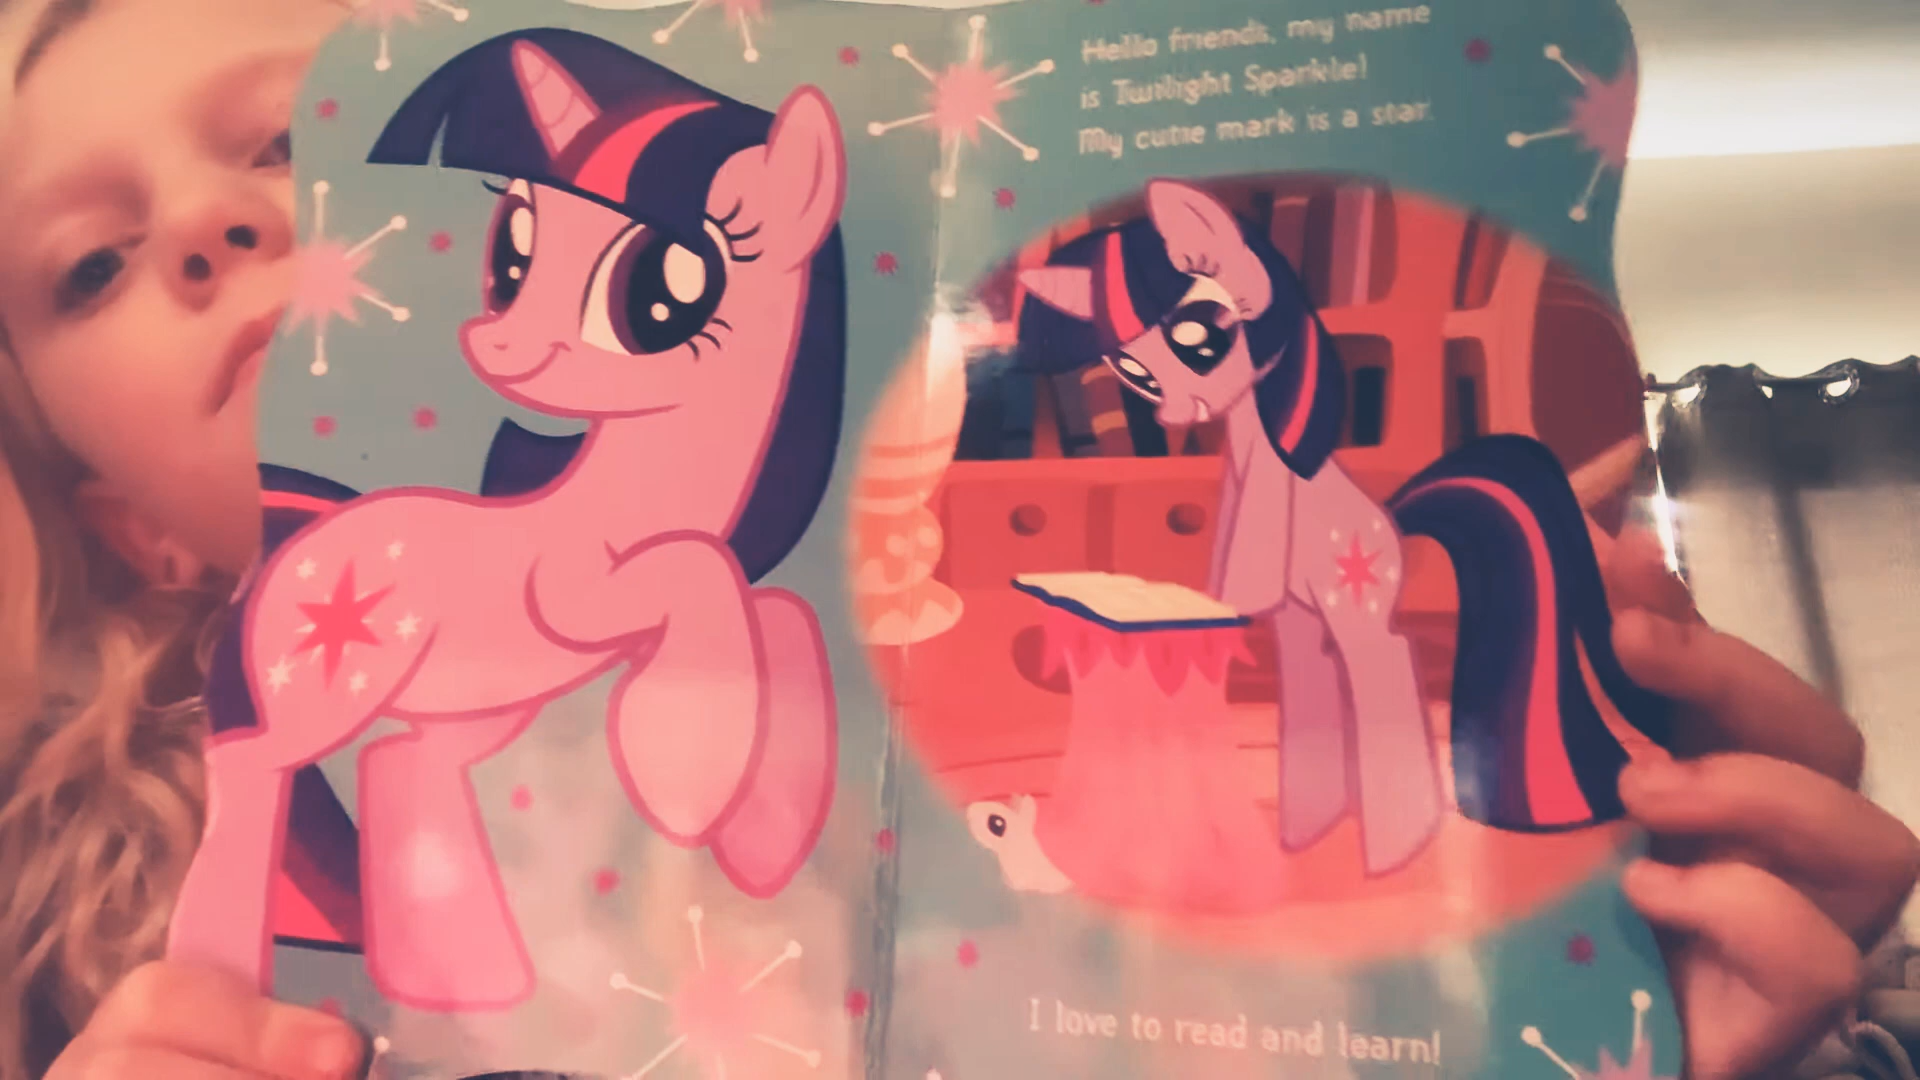 Hello friends, my name
is Twilight Sparkle!
My cutie mark is a star.
I love to read and learn!